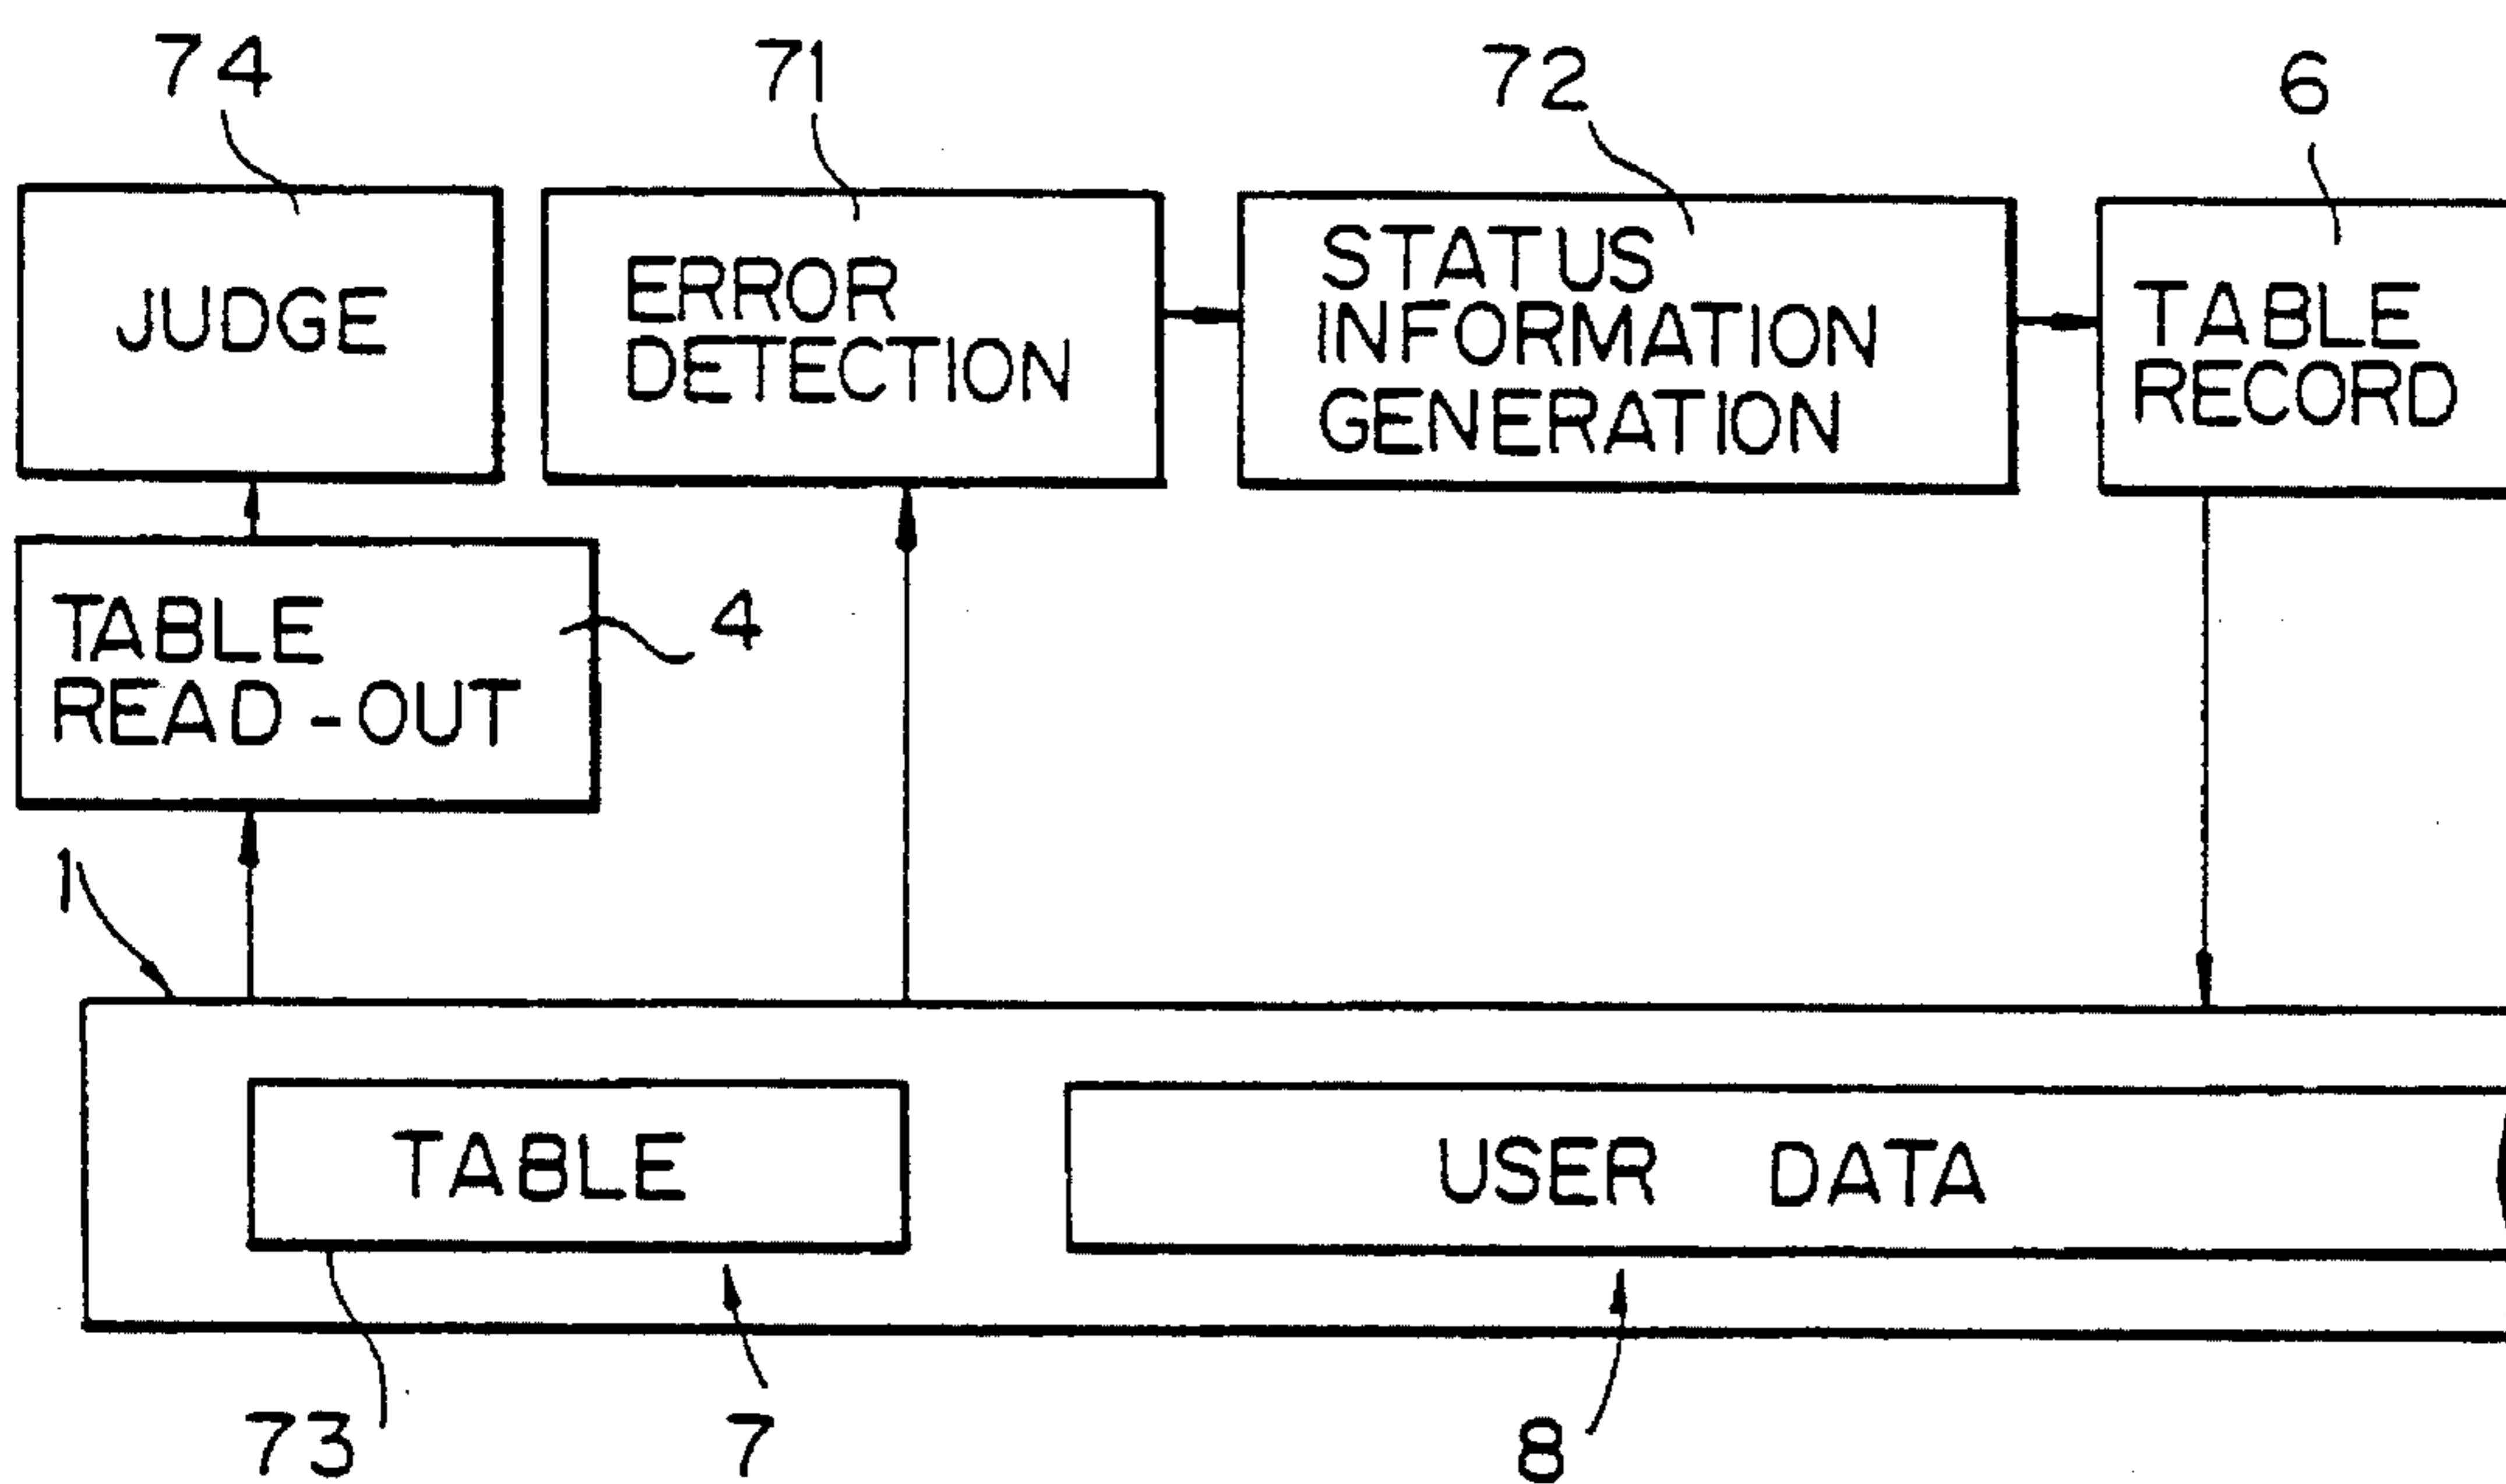 74
71
72
6
JUDGE
ERROR
DETECTION
STATUS
INFORMATION
GENERATION
TABLE
RECORD
TABLE
READ-OUT
4
1
TABLE
USER DATA
73
7
8